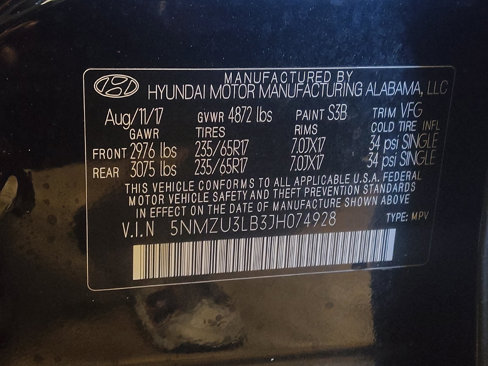 MANUFACTURED BY
HYUNDAI MOTOR MANUFACTURING ALABAMA, LLC
Aug/11/17 GVWR 4872 lbs PAINT S3B TRIM VFG
GAWR TIRES RIMS COLD TIRE INFL
FRONT 2976 lbs 235/65R17 7.0JX17 34 psi SINGLE
REAR 3075 lbs 235/65R17 7.0JX17 34 psi SINGLE
THIS VEHICLE CONFORMS TO ALL APPLICABLE U.S.A FEDERAL
MOTOR VEHICLE SAFETY AND THEFT PREVENTION STANDARDS
IN EFFECT ON THE DATE OF MANUFACTURE SHOWN ABOVE
V.I.N 5NMZU3LB3JH074928 TYPE: MPV